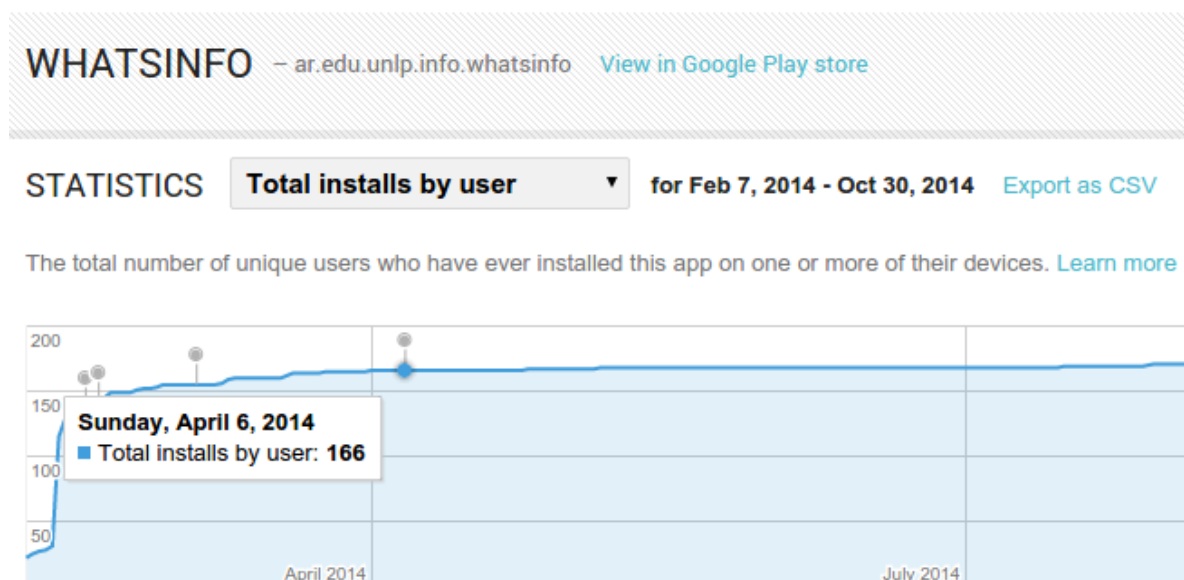 WHATSINFO – ar.edu.unlp.info.whatsinfo View in Google Play store
STATISTICS Total installs by user ▼ for Feb 7, 2014 - Oct 30, 2014 Export as CSV
The total number of unique users who have ever installed this app on one or more of their devices. Learn more
200
150
Sunday, April 6, 2014
Total installs by user: 166
100
50
April 2014 July 2014